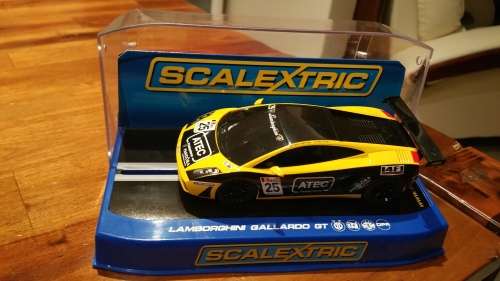 SCALEXTRIC
Lamborghini
25
ATEC
25
ATEC
LAMBORGHINI GALLARDO GT
SCALEXTRIC